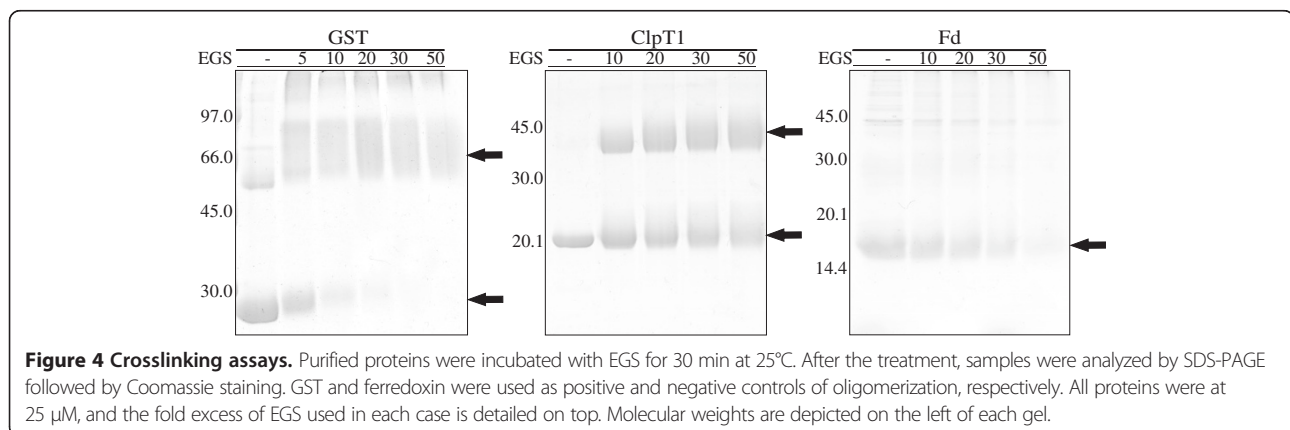 GST
EGS - 5 10 20 30 50
97.0
66.0
45.0
30.0
ClpT1
EGS - 10 20 30 50
45.0
30.0
20.1
Fd
EGS - 10 20 30 50
45.0
30.0
20.1
14.4
Figure 4 Crosslinking assays. Purified proteins were incubated with EGS for 30 min at 25°C. After the treatment, samples were analyzed by SDS-PAGE
followed by Coomassie staining. GST and ferredoxin were used as positive and negative controls of oligomerization, respectively. All proteins were at
25 μM, and the fold excess of EGS used in each case is detailed on top. Molecular weights are depicted on the left of each gel.